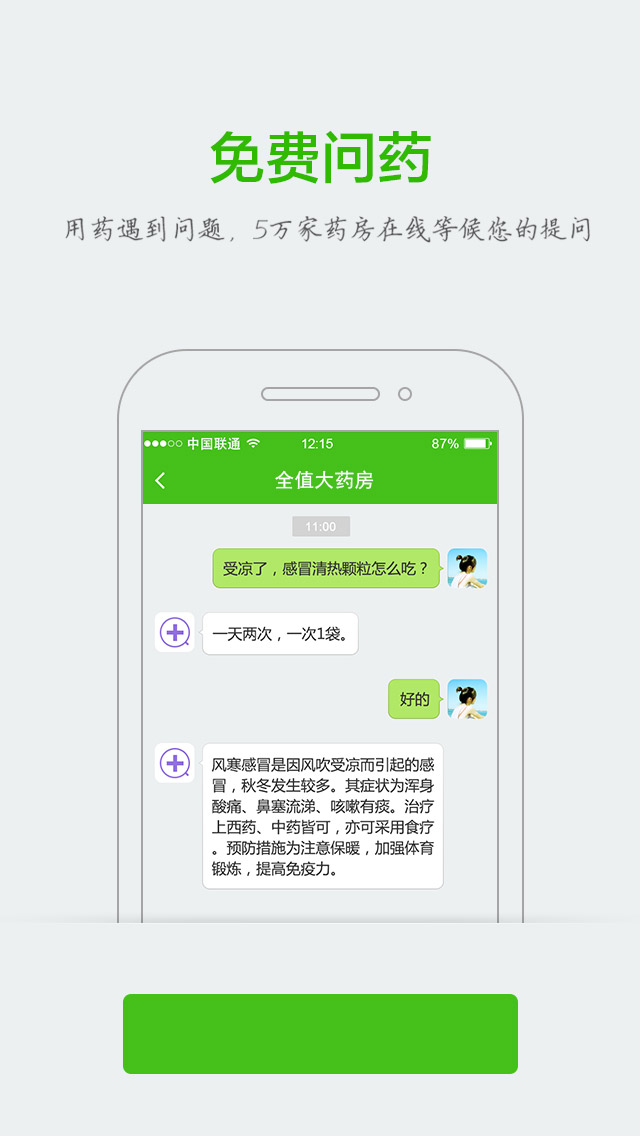 免费问药
用药遇到问题，5万家药房在线等候您的提问
中国联通 12:15 87%
全值大药房
11:00
受凉了，感冒清热颗粒怎么吃？
一天两次，一次1袋。
好的
风寒感冒是因风吹受凉而引起的感
冒，秋冬发生较多。其症状为浑身
酸痛、鼻塞流涕、咳嗽有痰。治疗
上西药、中药皆可，亦可采用食疗
。预防措施为注意保暖，加强体育
锻炼，提高免疫力。